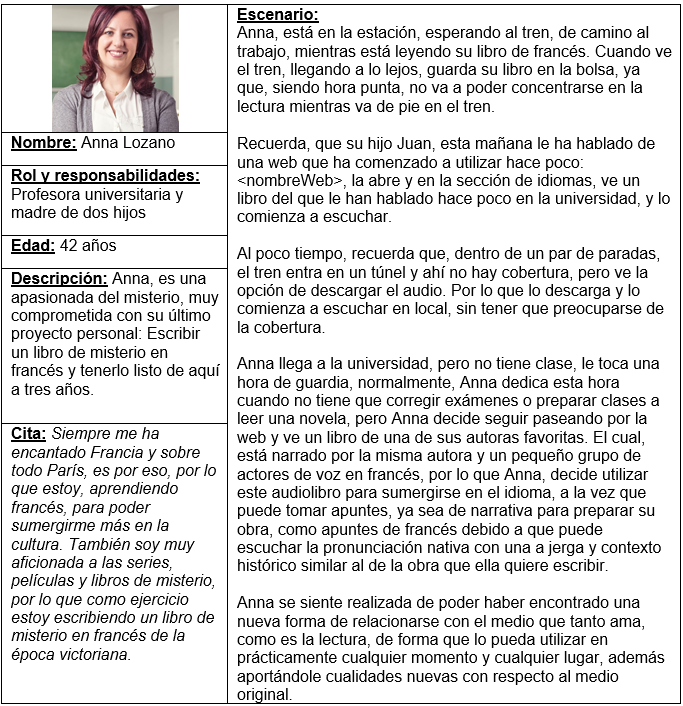 Nombre: Anna Lozano
Rol y responsabilidades:
Profesora universitaria y
madre de dos hijos
Edad: 42 años
Descripción: Anna, es una
apasionada del misterio, muy
comprometida con su último
proyecto personal: Escribir
un libro de misterio en
francés y tenerlo listo de aquí
a tres años.
Cita: Siempre me ha
encantado Francia y sobre
todo París, es por eso, por lo
que estoy, aprendiendo
francés, para poder
sumergirme más en la
cultura. También soy muy
aficionada a las series,
películas y libros de misterio,
por lo que como ejercicio
estoy escribiendo un libro de
misterio en francés de la
época victoriana.
Escenario:
Anna, está en la estación, esperando al tren, de camino al
trabajo, mientras está leyendo su libro de francés. Cuando ve
el tren, llegando a lo lejos, guarda su libro en la bolsa, ya
que, siendo hora punta, no va a poder concentrarse en la
lectura mientras va de pie en el tren.
Recuerda, que su hijo Juan, esta mañana le ha hablado de
una web que ha comenzado a utilizar hace poco:
<nombreWeb>, la abre y en la sección de idiomas, ve un
libro del que le han hablado hace poco en la universidad, y lo
comienza a escuchar.
Al poco tiempo, recuerda que, dentro de un par de paradas,
el tren entra en un túnel y ahí no hay cobertura, pero ve la
opción de descargar el audio. Por lo que lo descarga y lo
comienza a escuchar en local, sin tener que preocuparse de
la cobertura.
Anna llega a la universidad, pero no tiene clase, le toca una
hora de guardia, normalmente, Anna dedica esta hora
cuando no tiene que corregir exámenes o preparar clases a
leer una novela, pero Anna decide seguir paseando por la
web y ve un libro de una de sus autoras favoritas. El cual,
está narrado por la misma autora y un pequeño grupo de
actores de voz en francés, por lo que Anna, decide utilizar
este audiolibro para sumergirse en el idioma, a la vez que
puede tomar apuntes, ya sea de narrativa para preparar su
obra, como apuntes de francés debido a que puede
escuchar la pronunciación nativa con una a jerga y contexto
histórico similar al de la obra que ella quiere escribir.
Anna se siente realizada de poder haber encontrado una
nueva forma de relacionarse con el medio que tanto ama,
como es la lectura, de forma que lo pueda utilizar en
prácticamente cualquier momento y cualquier lugar, además
aportándole cualidades nuevas con respecto al medio
original.